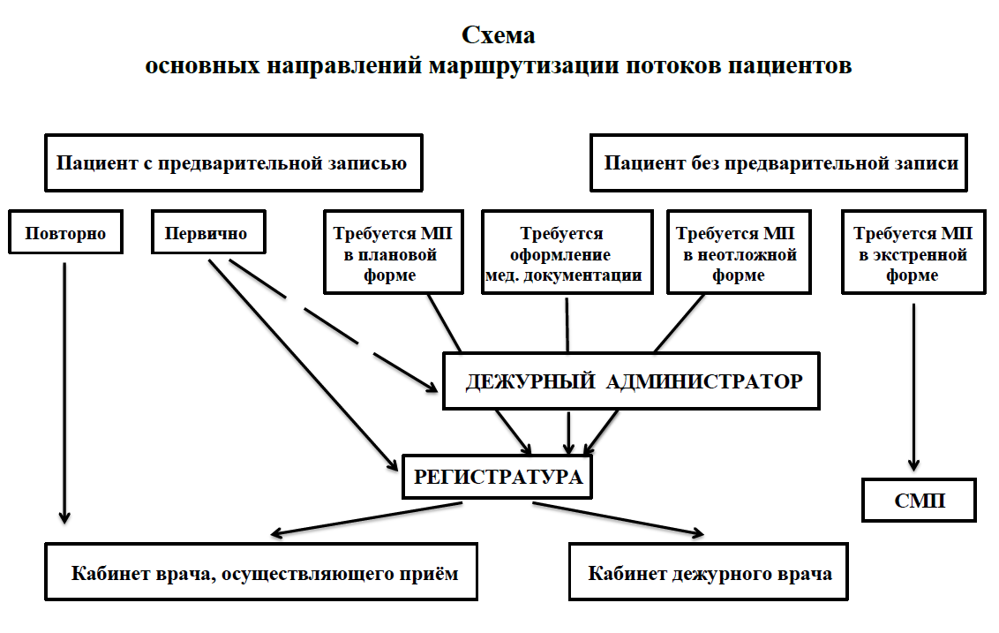 Схема
основных направлений маршрутизации потоков пациентов
Пациент с предварительной записью
Пациент без предварительной записи
Повторно
Первично
Требуется МП
в плановой
форме
Требуется
оформление
мед. документации
Требуется МП
в неотложной
форме
Требуется МП
в экстренной
форме
ДЕЖУРНЫЙ АДМИНИСТРАТОР
РЕГИСТРАТУРА
СМП
Кабинет врача, осуществляющего приём
Кабинет дежурного врача